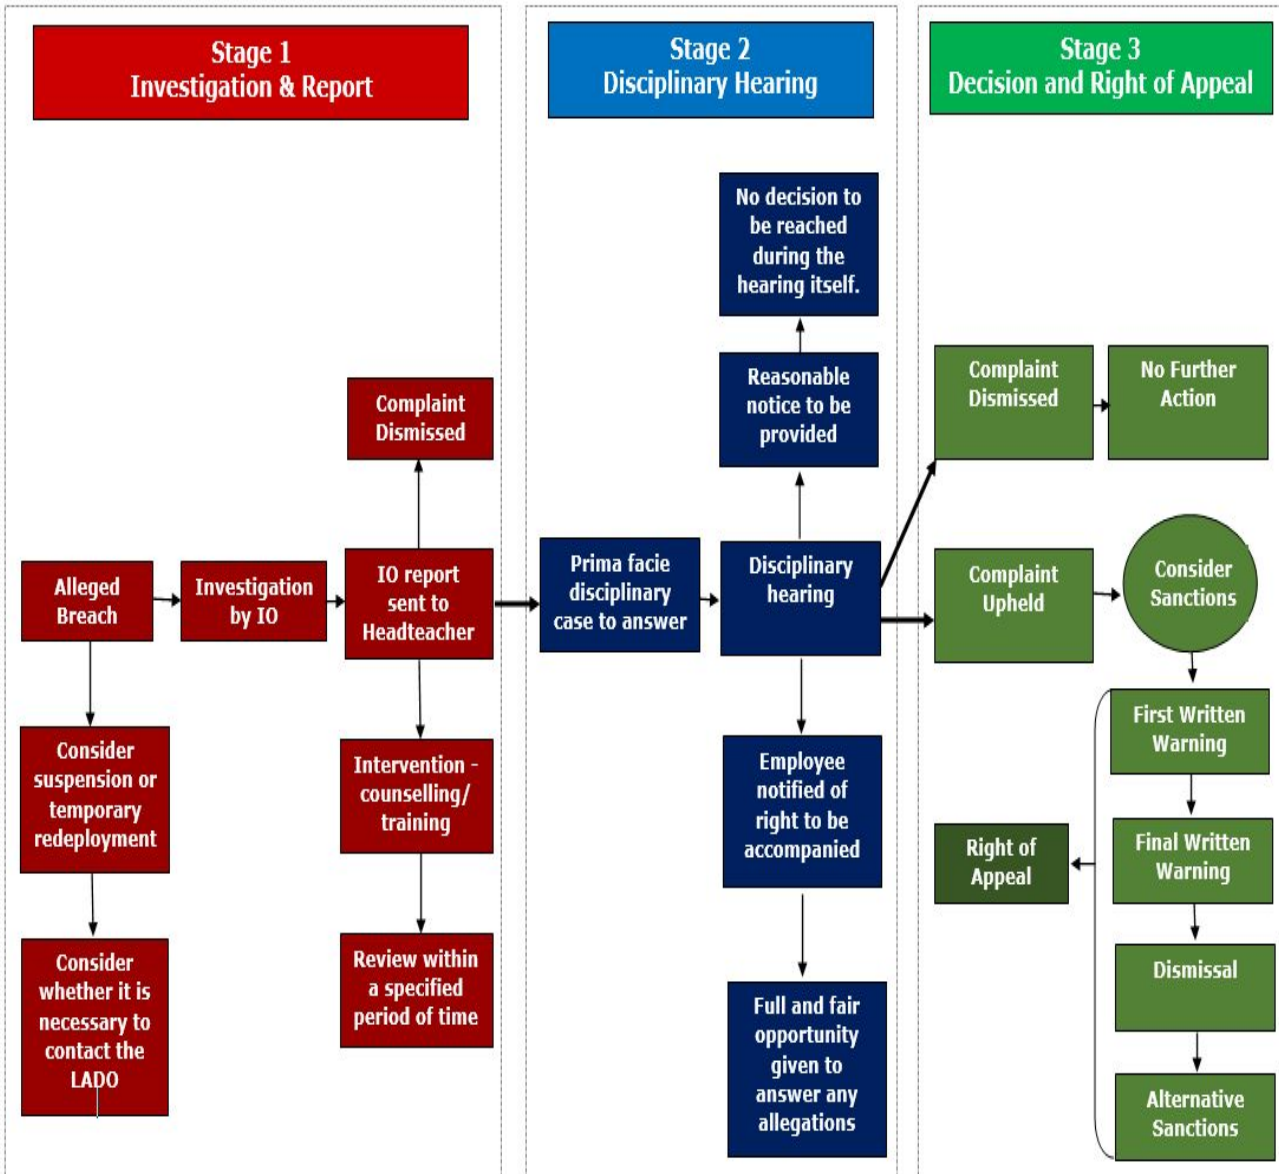 Stage 1
Investigation & Report
Alleged
Breach
Investigation
by IO
IO report
sent to
Headteacher
Complaint
Dismissed
Consider
suspension or
temporary
redeployment
Consider
whether it is
necessary to
contact the
LADO
Intervention -
counselling/
training
Review within
a specified
period of time
Stage 2
Disciplinary Hearing
No decision to
be reached
during the
hearing itself.
Reasonable
notice to be
provided
Prima facie
disciplinary
case to answer
Disciplinary
hearing
Employee
notified of
right to be
accompanied
Full and fair
opportunity
given to
answer any
allegations
Stage 3
Decision and Right of Appeal
Complaint
Dismissed
No Further
Action
Complaint
Upheld
Consider
Sanctions
First Written
Warning
Final Written
Warning
Right of
Appeal
Dismissal
Alternative
Sanctions